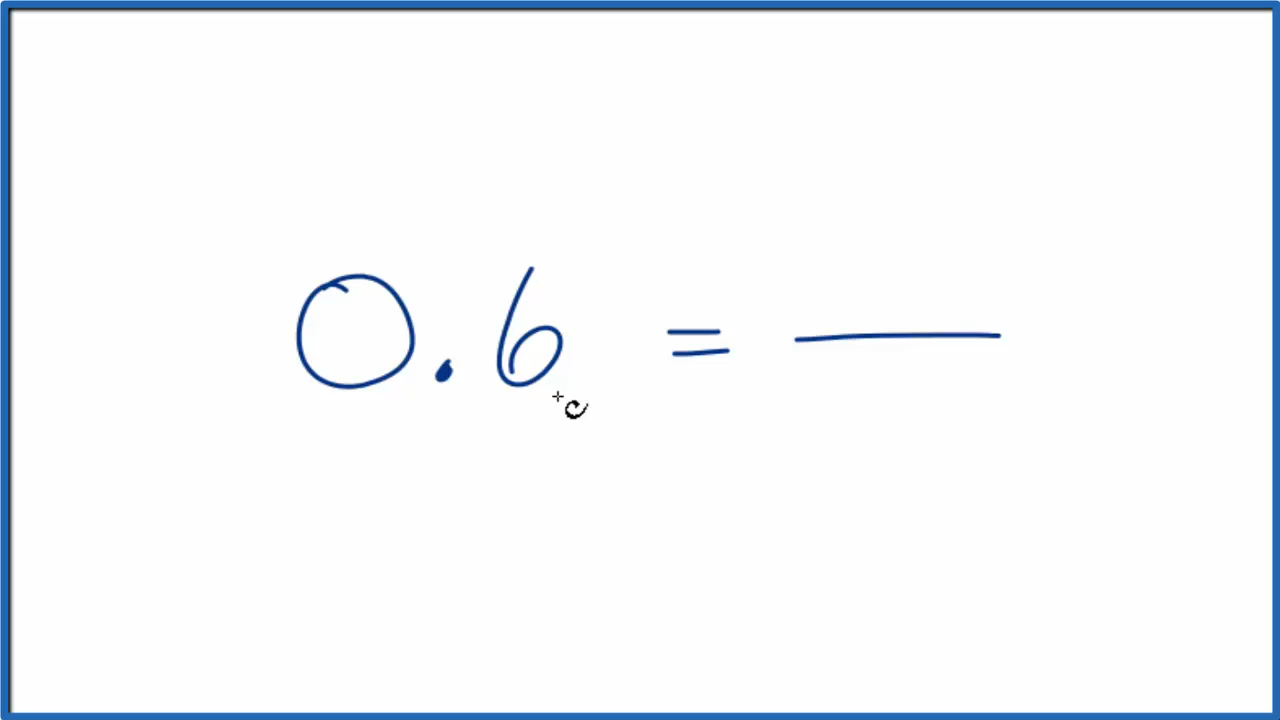 0.6 = —